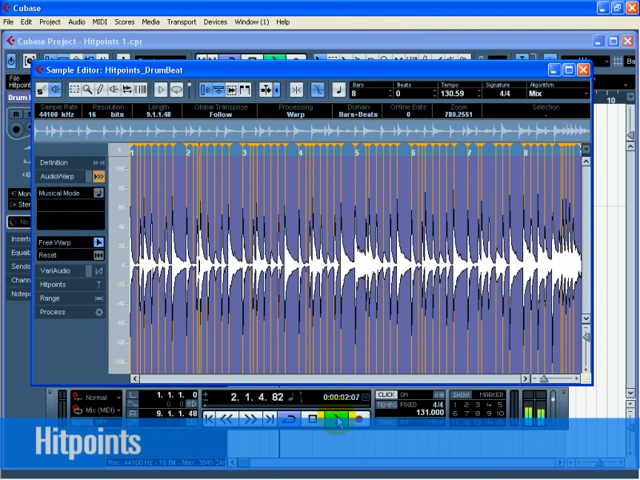 Cubase
File Edit Project Audio MIDI Scores Media Transport Devices Window (1) Help
Cubase Project - Hitpoints 1.cpr
Sample Editor: Hitpoints_DrumBeat
Bars Beats Tempo Signature Algorithm
8 0 130.59 4/4 Mix
Sample Rate Resolution Length Global Transpose Processing Domain Offline Edits Zoom Selection
44100 kHz 16 bits 9.1.1.48 Follow Warp Bars+Beats 0 780.2551 -
File
Hitpoints
1 2 3 4 5 6 7 8
10
Definition
AudioWarp
Musical Mode
Free Warp
Reset
VariAudio
Hitpoints
Range
Process
Inserts
Sends
Notepad
Normal
Mix (MIDI)
L 1. 1. 1. 0
R 9. 1. 1. 48
2. 1. 4. 82
0:00:02:07
CLICK ON
TEMPO FIXED 4/4
131.000
SHOW MARKER
1 2 3 4 5
6 7 8 9 10
Hitpoints